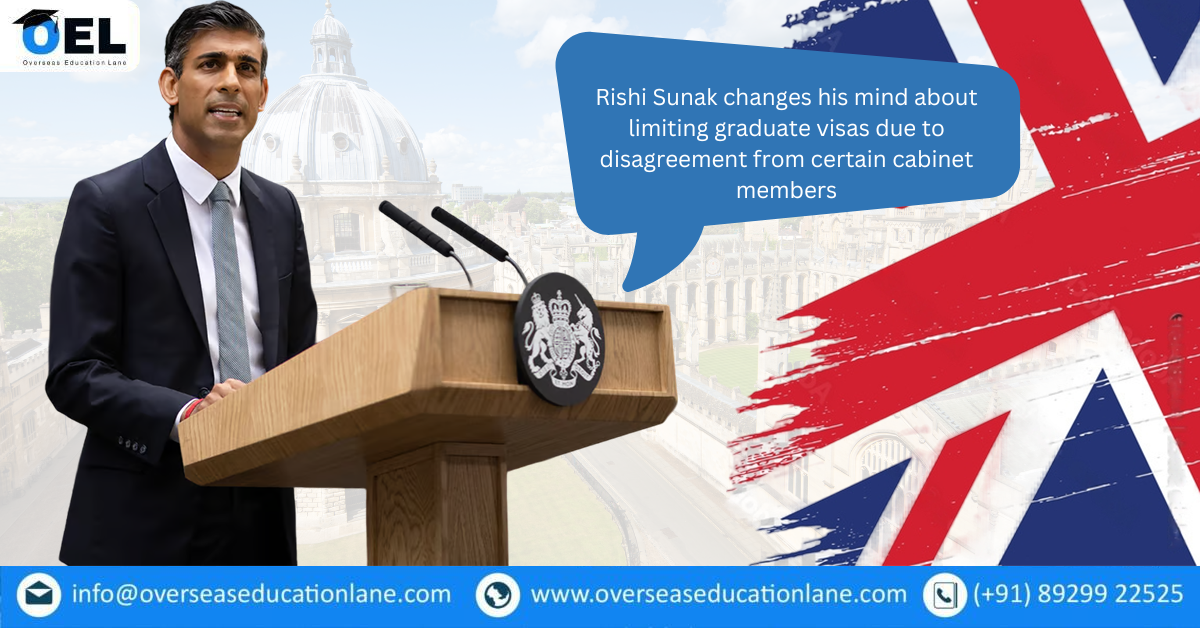 OEL
Overseas Education Lane
Rishi Sunak changes his mind about
limiting graduate visas due to
disagreement from certain cabinet
members
info@overseaseducationlane.com
www.overseaseducationlane.com
(+91) 89299 22525